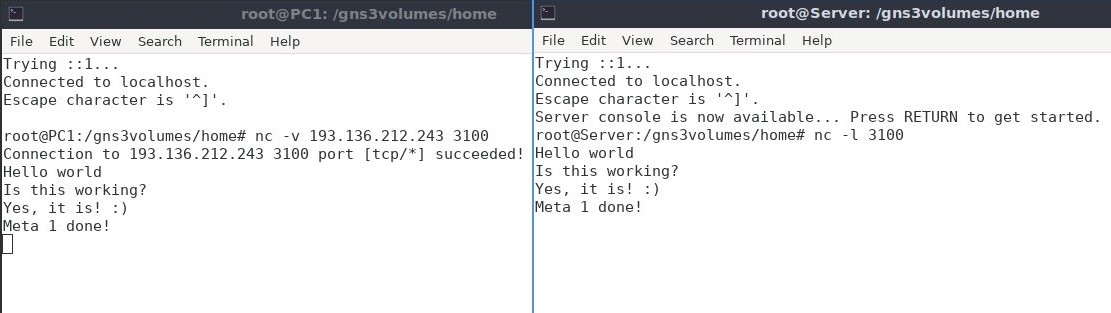 root@PC1: /gns3volumes/home
File Edit View Search Terminal Help
Trying ::1...
Connected to localhost.
Escape character is '^]'.
root@PC1:/gns3volumes/home# nc -v 193.136.212.243 3100
Connection to 193.136.212.243 3100 port [tcp/*] succeeded!
Hello world
Is this working?
Yes, it is! :)
Meta 1 done!
root@Server: /gns3volumes/home
File Edit View Search Terminal Help
Trying ::1...
Connected to localhost.
Escape character is '^]'.
Server console is now available... Press RETURN to get started.
root@Server:/gns3volumes/home# nc -l 3100
Hello world
Is this working?
Yes, it is! :)
Meta 1 done!